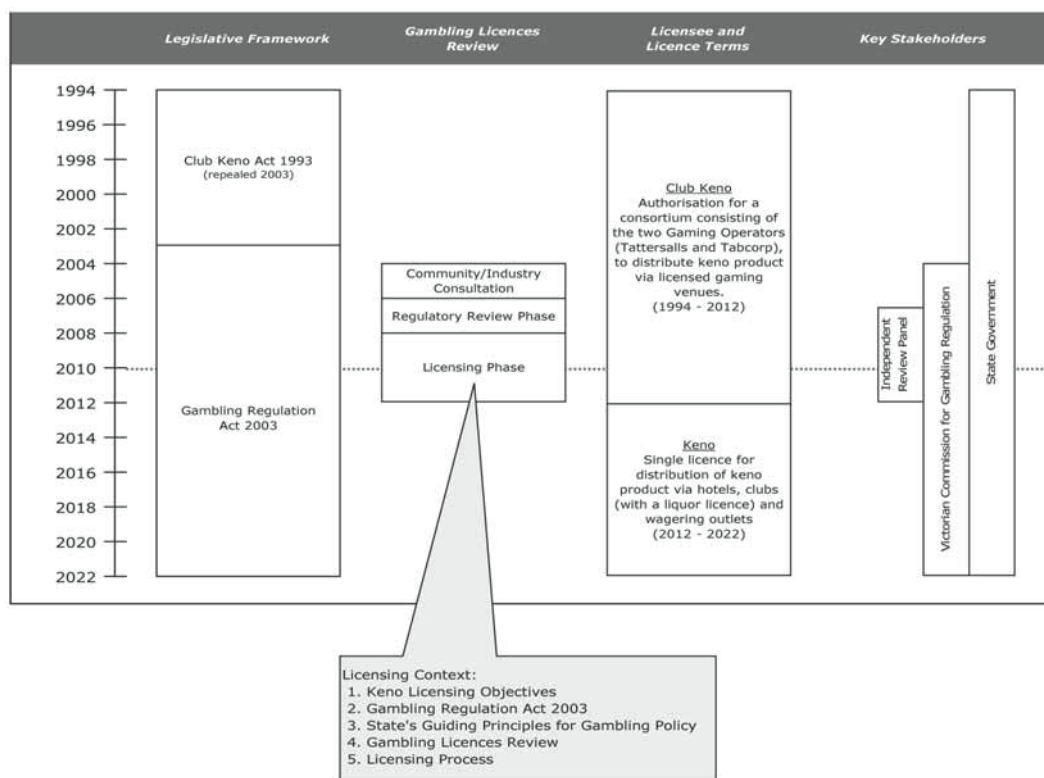 Legislative Framework
Gambling Licences
Review
Licensee and
Licence Terms
Key Stakeholders
1994
1996
1998
2000
2002
2004
2006
2008
2010
2012
2014
2016
2018
2020
2022
Club Keno Act 1993
(repealed 2003)
Gambling Regulation
Act 2003
Community/Industry
Consultation
Regulatory Review Phase
Licensing Phase
Club Keno
Authorisation for a
consortium consisting of
the two Gaming Operators
(Tattersalls and Tabcorp),
to distribute keno product
via licensed gaming
venues.
(1994 - 2012)
Keno
Single licence for
distribution of keno
product via hotels, clubs
(with a liquor licence) and
wagering outlets
(2012 - 2022)
Independent
Review Panel
Victorian Commission for Gambling Regulation
State Government
Licensing Context:
1. Keno Licensing Objectives
2. Gambling Regulation Act 2003
3. State's Guiding Principles for Gambling Policy
4. Gambling Licences Review
5. Licensing Process